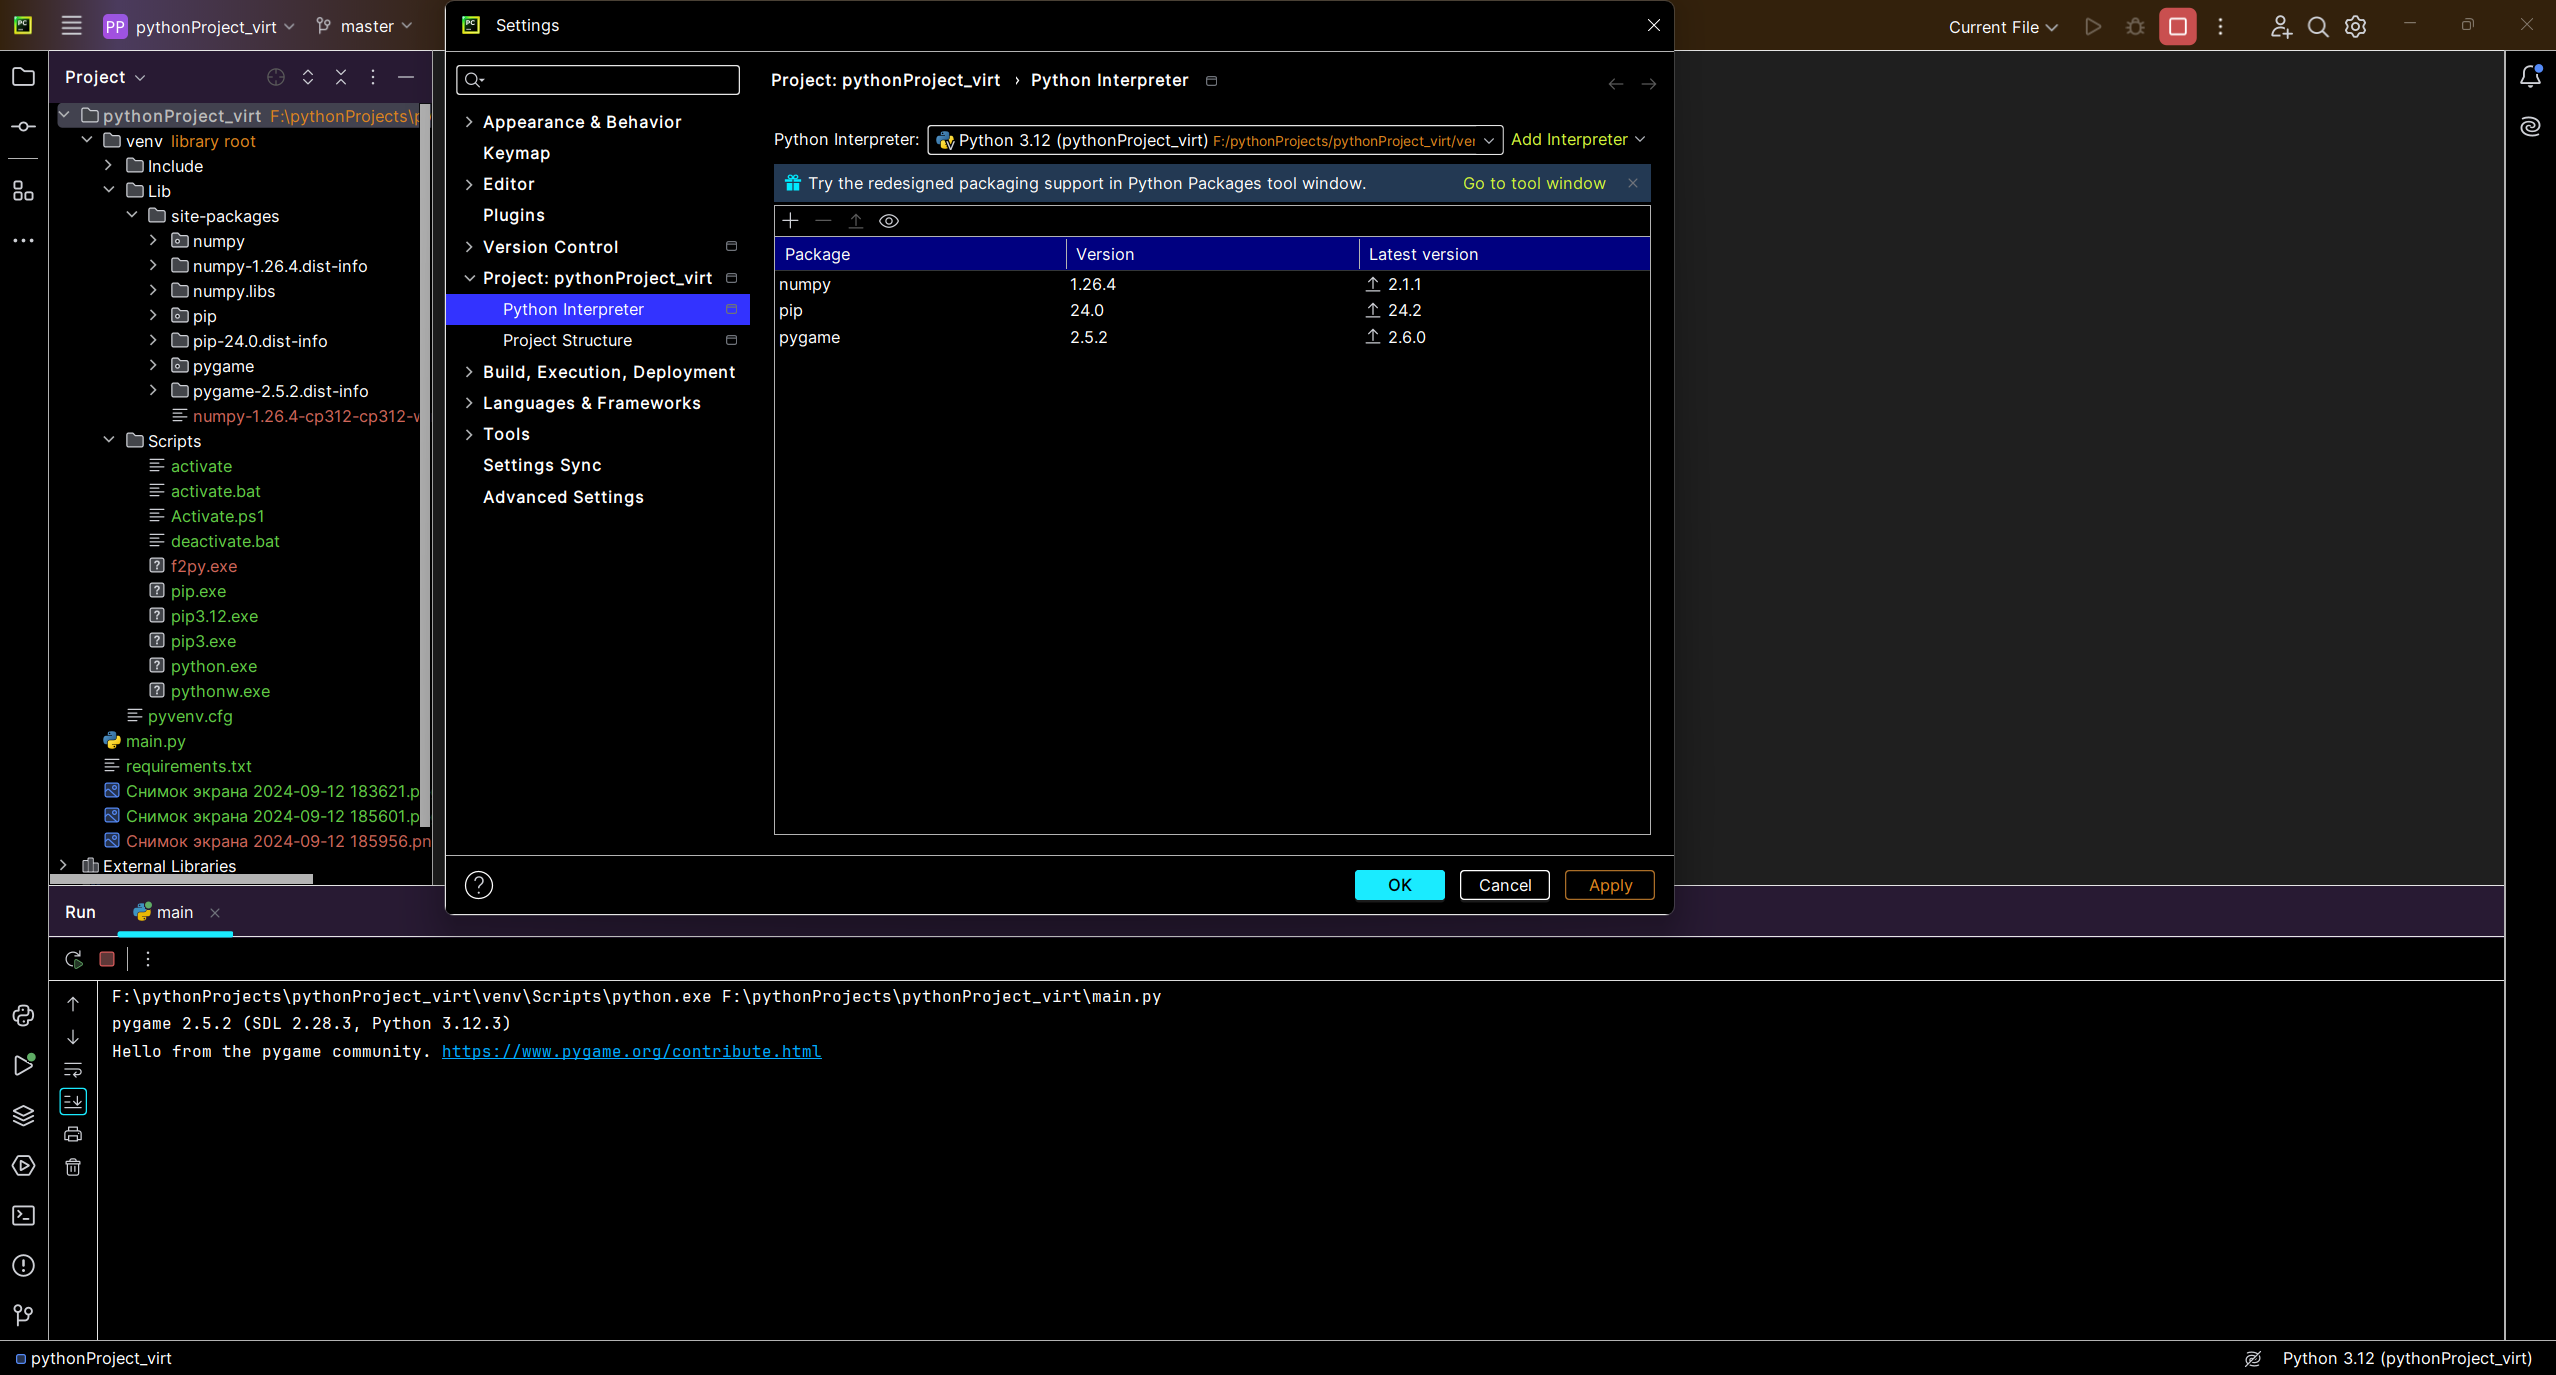 PP pythonProject_virt master
Settings
Current File
Project
pythonProject_virt F:\pythonProjects\p
venv library root
Include
Lib
site-packages
numpy
numpy-1.26.4.dist-info
numpy.libs
pip
pip-24.0.dist-info
pygame
pygame-2.5.2.dist-info
numpy-1.26.4-cp312-cp312-w
Scripts
activate
activate.bat
Activate.ps1
deactivate.bat
f2py.exe
pip.exe
pip3.12.exe
pip3.exe
python.exe
pythonw.exe
pyvenv.cfg
main.py
requirements.txt
Снимок экрана 2024-09-12 183621.p
Снимок экрана 2024-09-12 185601.p
Снимок экрана 2024-09-12 185956.pn
External Libraries
Appearance & Behavior
Keymap
Editor
Plugins
Version Control
Project: pythonProject_virt
Python Interpreter
Project Structure
Build, Execution, Deployment
Languages & Frameworks
Tools
Settings Sync
Advanced Settings
Project: pythonProject_virt › Python Interpreter
Python Interpreter: Python 3.12 (pythonProject_virt) F:/pythonProjects/pythonProject_virt/ver Add Interpreter
Try the redesigned packaging support in Python Packages tool window. Go to tool window
Package Version Latest version
numpy 1.26.4 2.1.1
pip 24.0 24.2
pygame 2.5.2 2.6.0
? OK Cancel Apply
Run main
F:\pythonProjects\pythonProject_virt\venv\Scripts\python.exe F:\pythonProjects\pythonProject_virt\main.py
pygame 2.5.2 (SDL 2.28.3, Python 3.12.3)
Hello from the pygame community. https://www.pygame.org/contribute.html
pythonProject_virt
Python 3.12 (pythonProject_virt)